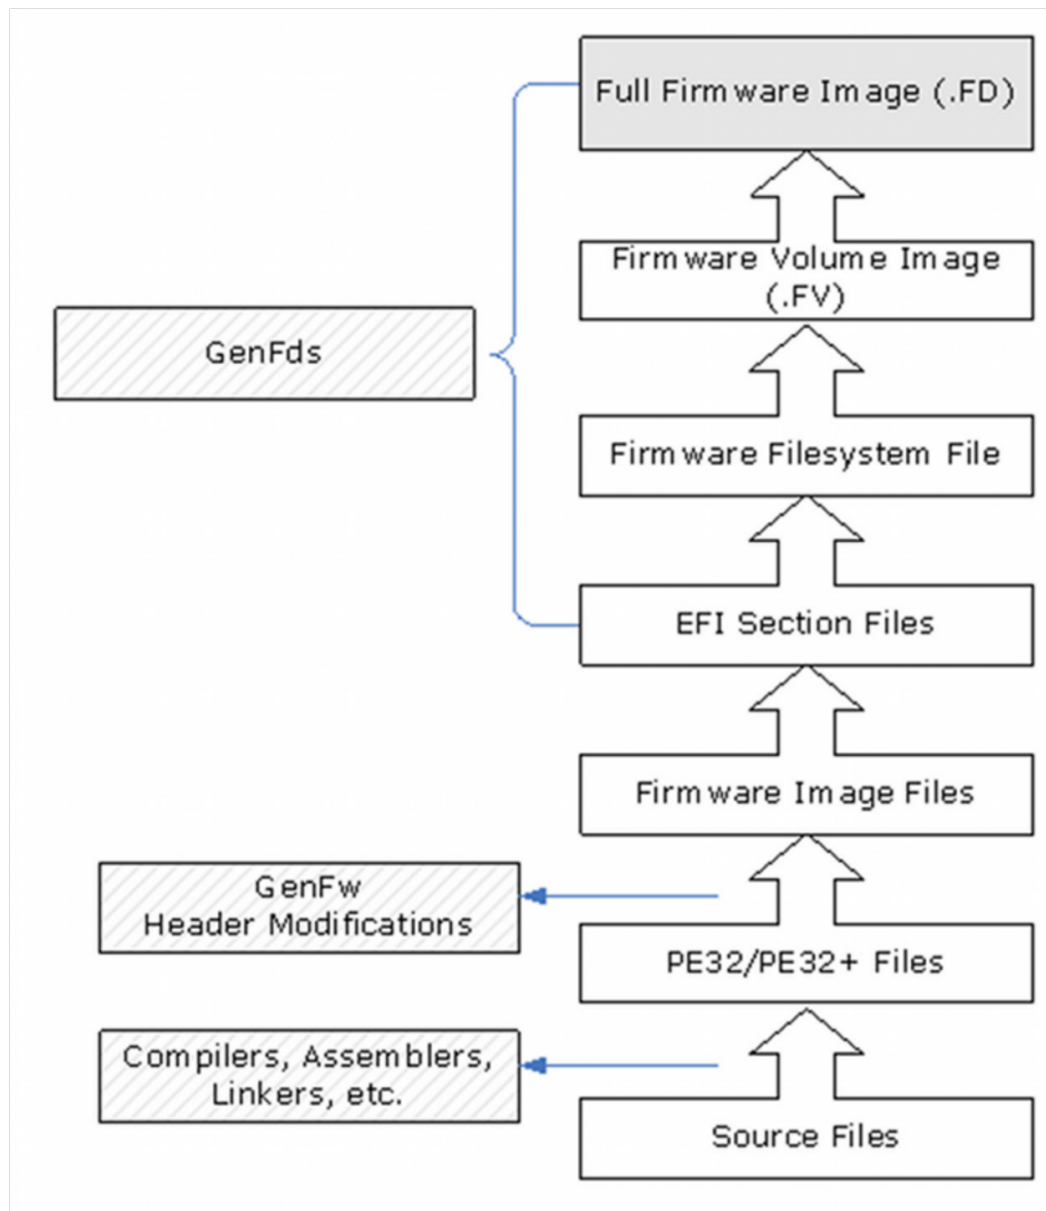 Full Firmware Image (.FD)
Firmware Volume Image
(.FV)
GenFds
Firmware Filesystem File
EFI Section Files
Firmware Image Files
GenFw
Header Modifications
PE32/PE32+ Files
Compilers, Assemblers,
Linkers, etc.
Source Files